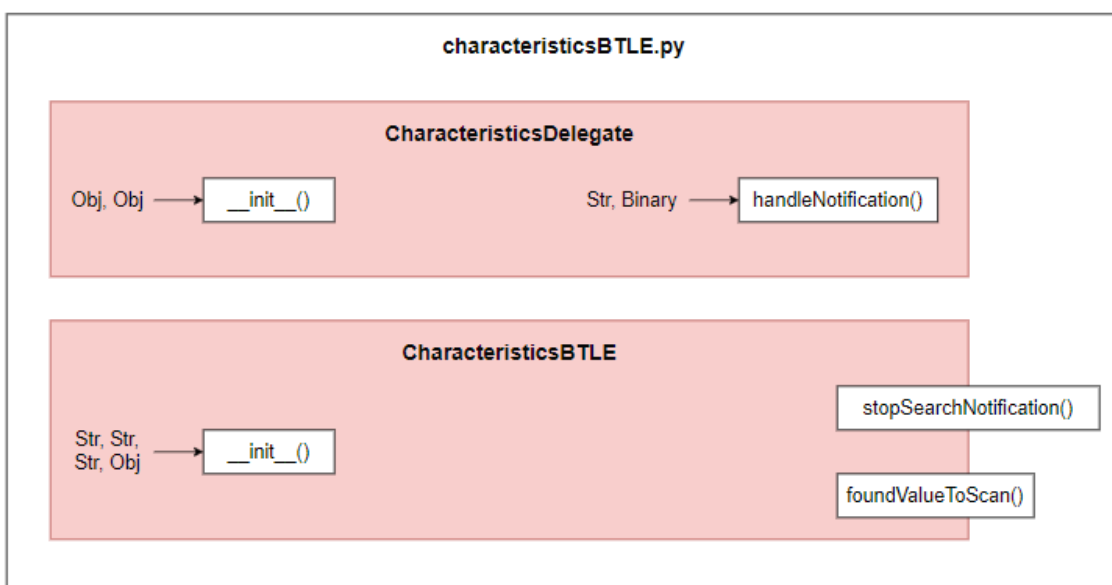 characteristicsBTLE.py
CharacteristicsDelegate
Obj, Obj
__init__()
Str, Binary
handleNotification()
CharacteristicsBTLE
stopSearchNotification()
Str, Str,
Str, Obj
__init__()
foundValueToScan()